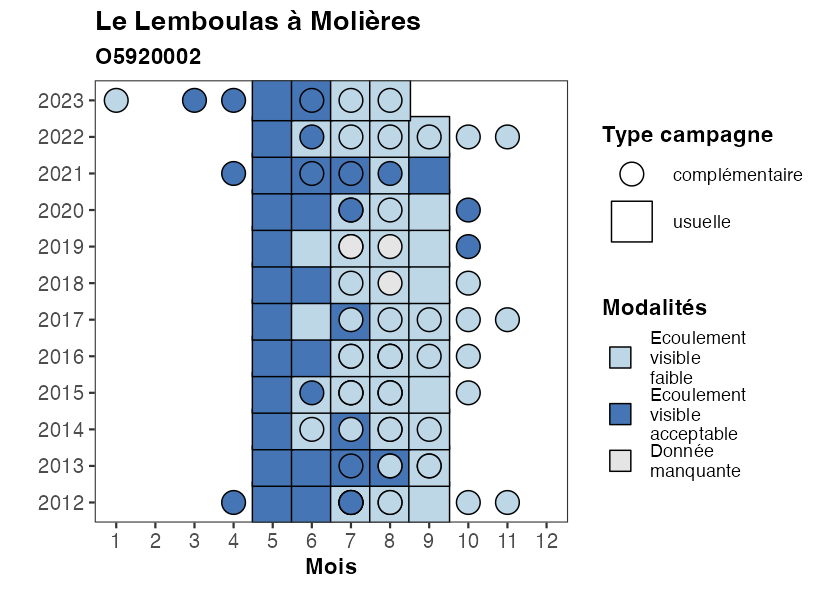 Le Lemboulas à Molières
O5920002
2023
2022
2021
2020
2019
2018
2017
2016
2015
2014
2013
2012
1 2 3 4 5 6 7 8 9 10 11 12
Mois
Type campagne
complémentaire
usuelle
Modalités
Ecoulement
visible
faible
Ecoulement
visible
acceptable
Donnée
manquante